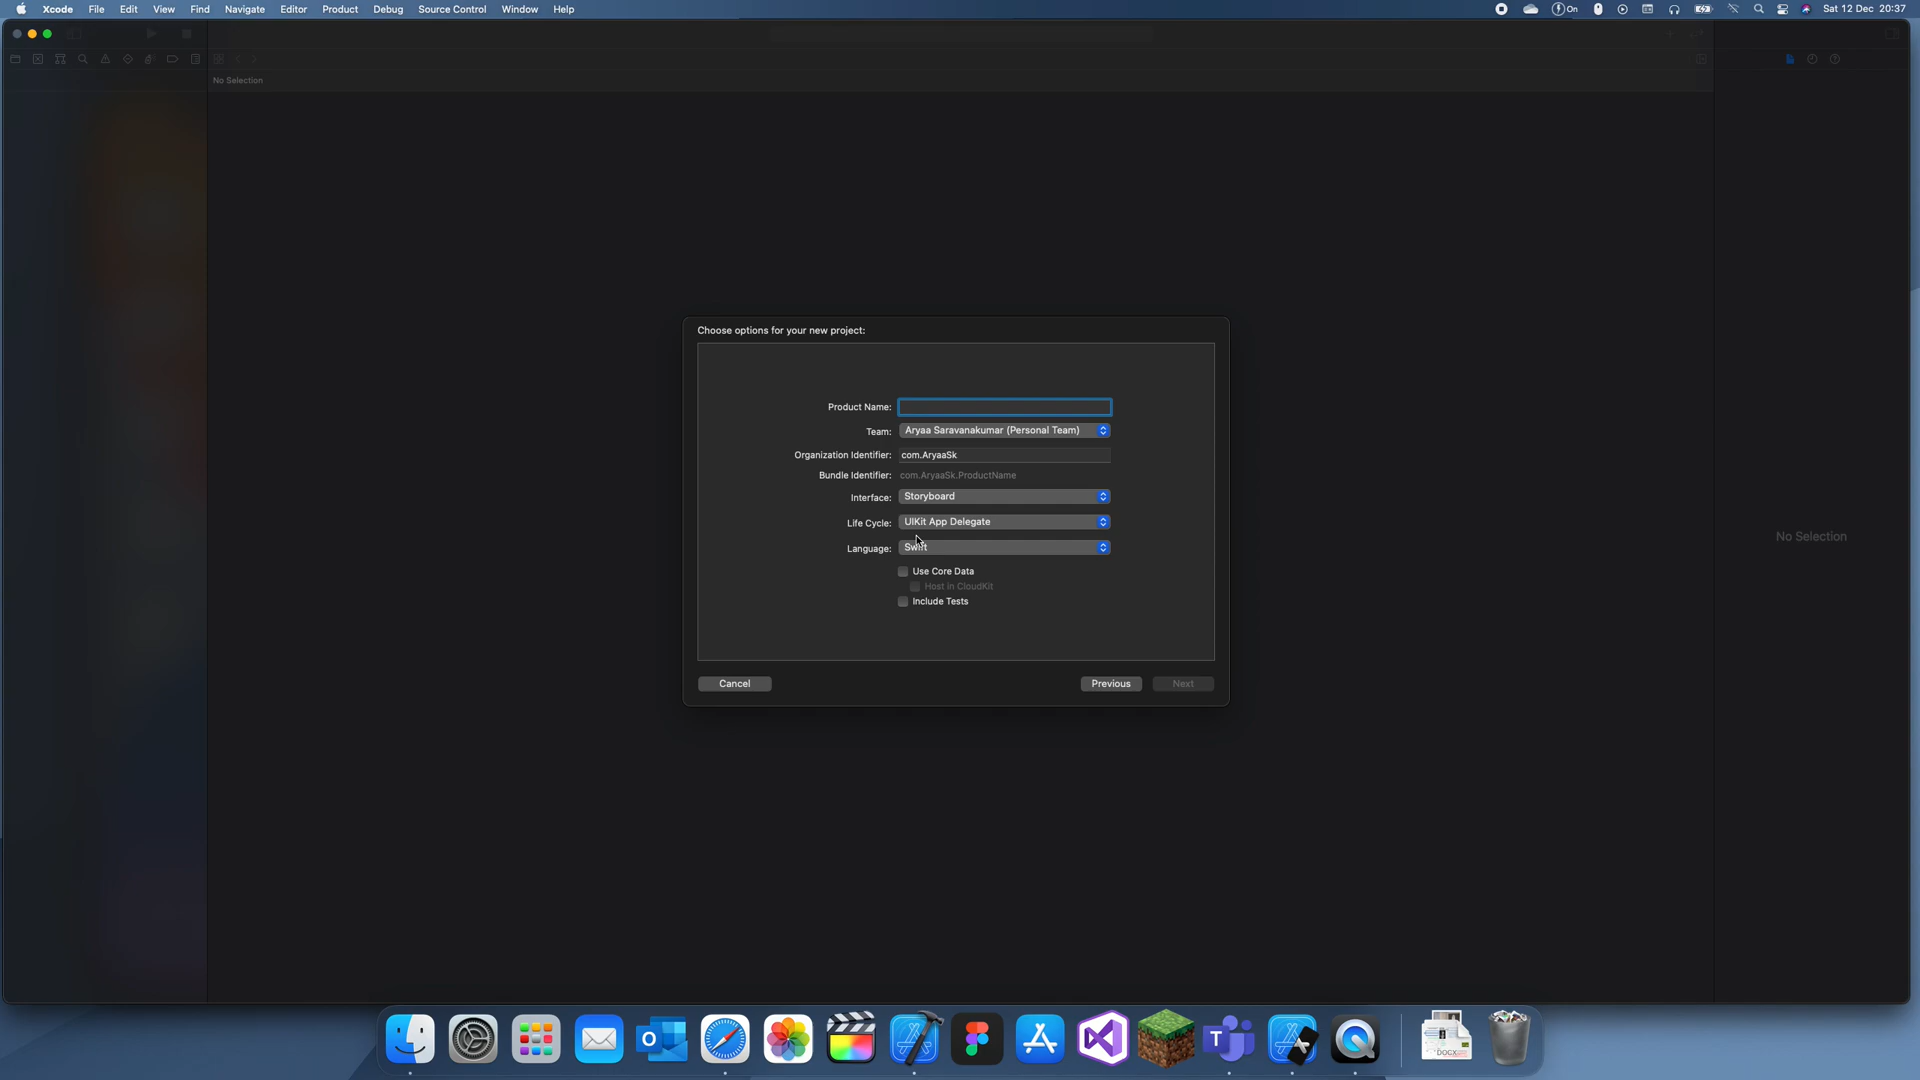 Xcode File Edit View Find Navigate Editor Product Debug Source Control Window Help On Sat 12 Dec 20:37
No Selection
Choose options for your new project:
Product Name:
Team: Aryaa Saravanakumar (Personal Team)
Organization Identifier: com.AryaaSk
Bundle Identifier: com.AryaaSk.ProductName
Interface: Storyboard
Life Cycle: UIKit App Delegate
Language: Swift
Use Core Data
Host in CloudKit
Include Tests
Cancel Previous Next
No Selection
DOCX